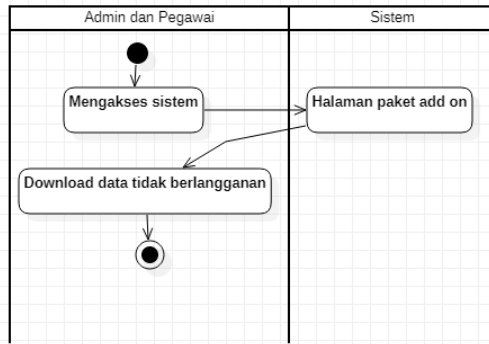 Admin dan Pegawai
Sistem
Mengakses sistem
Halaman paket add on
Download data tidak berlangganan